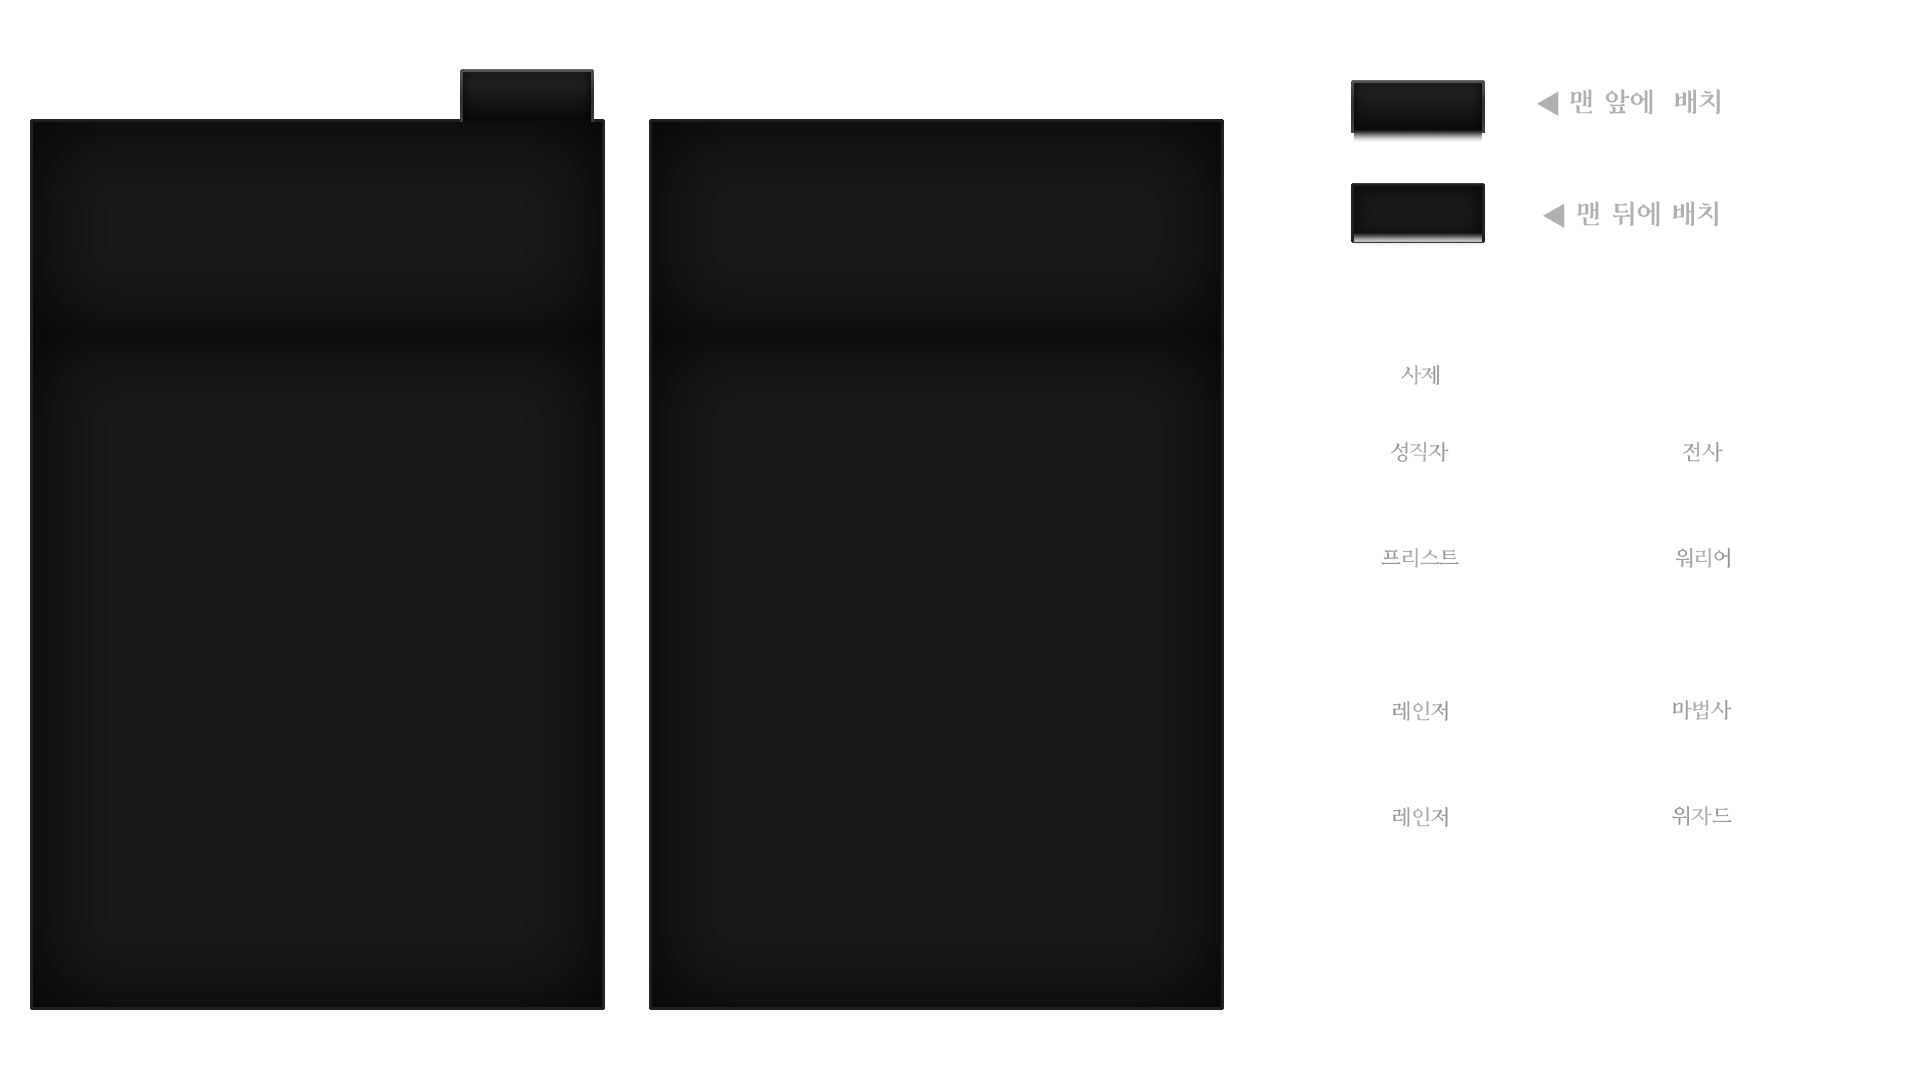 ◀ 맨 앞에 배치
◀ 맨 뒤에 배치
사제
성직자 전사
프리스트 워리어
레인저 마법사
레인저 위자드